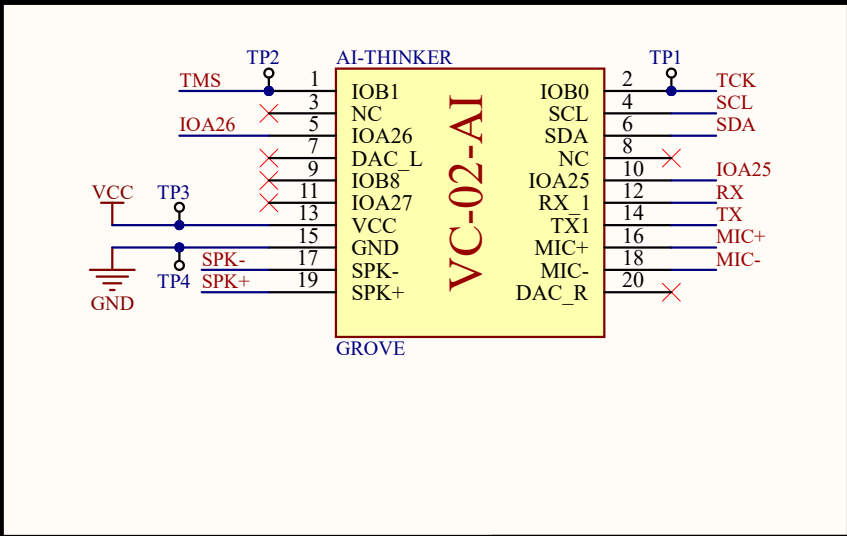 TP2 AI-THINKER TP1
TMS 1 IOB1 IOB0 2 TCK
3 NC SCL 4 SCL
IOA26 5 IOA26 SDA 6 SDA
7 DAC_L NC 8
9 IOB8 IOA25 10 IOA25
VCC TP3 11 IOA27 RX_1 12 RX
13 VCC TX1 14 TX
15 GND MIC+ 16 MIC+
SPK- 17 SPK- MIC- 18 MIC-
TP4 SPK+ 19 SPK+ DAC_R 20
GND
VC-02-AI
GROVE